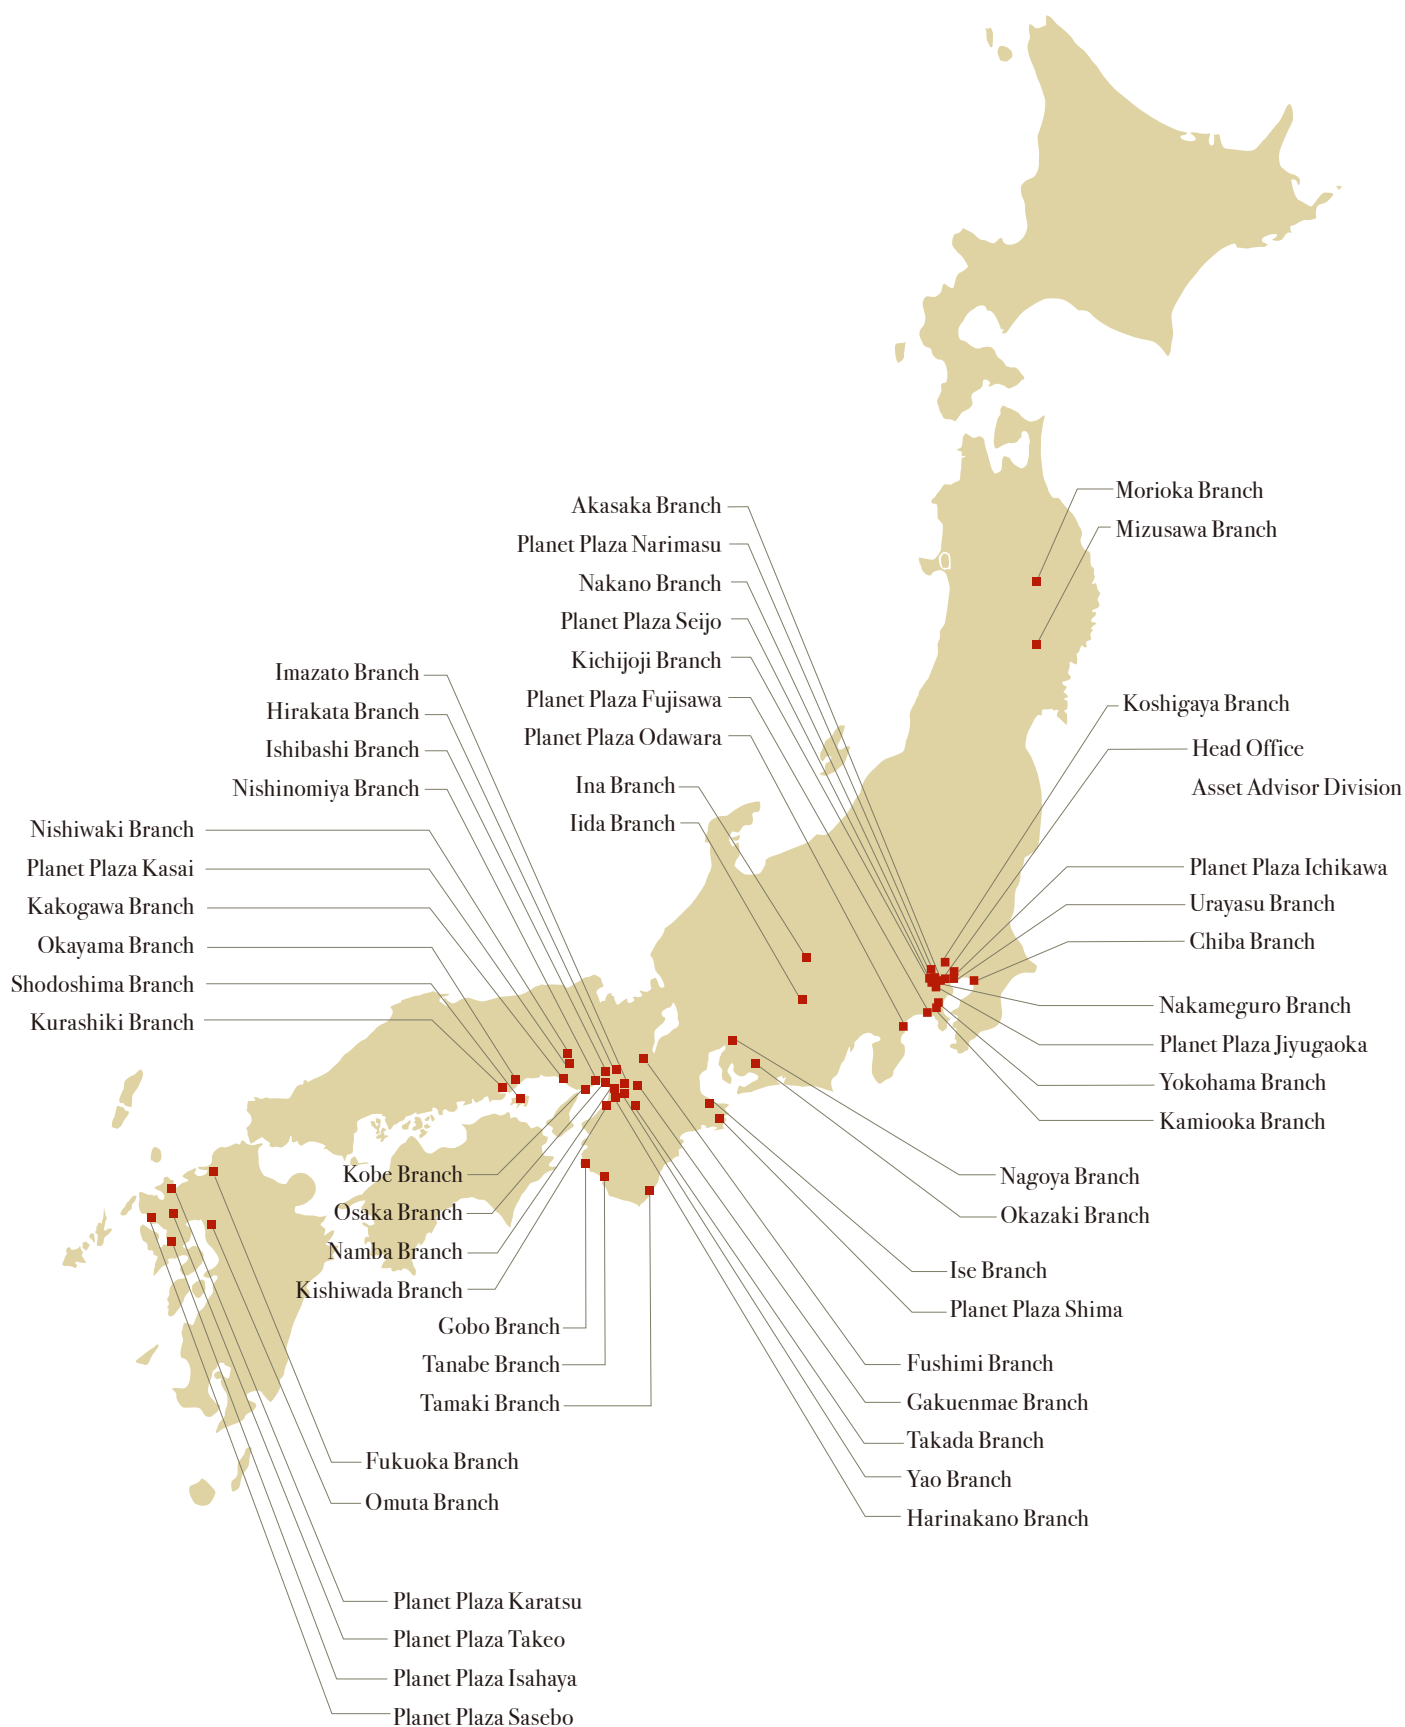 Morioka Branch
Mizusawa Branch
Akasaka Branch
Planet Plaza Narimasu
Nakano Branch
Planet Plaza Seijo
Kichijoji Branch
Planet Plaza Fujisawa
Planet Plaza Odawara
Ina Branch
Iida Branch
Imazato Branch
Hirakata Branch
Ishibashi Branch
Nishinomiya Branch
Nishiwaki Branch
Planet Plaza Kasai
Kakogawa Branch
Okayama Branch
Shodoshima Branch
Kurashiki Branch
Koshigaya Branch
Head Office
Asset Advisor Division
Planet Plaza Ichikawa
Urayasu Branch
Chiba Branch
Nakameguro Branch
Planet Plaza Jiyugaoka
Yokohama Branch
Kamiooka Branch
Nagoya Branch
Okazaki Branch
Ise Branch
Planet Plaza Shima
Kobe Branch
Osaka Branch
Namba Branch
Kishiwada Branch
Gobo Branch
Tanabe Branch
Tamaki Branch
Fushimi Branch
Gakuenmae Branch
Takada Branch
Yao Branch
Harinakano Branch
Fukuoka Branch
Omuta Branch
Planet Plaza Karatsu
Planet Plaza Takeo
Planet Plaza Isahaya
Planet Plaza Sasebo